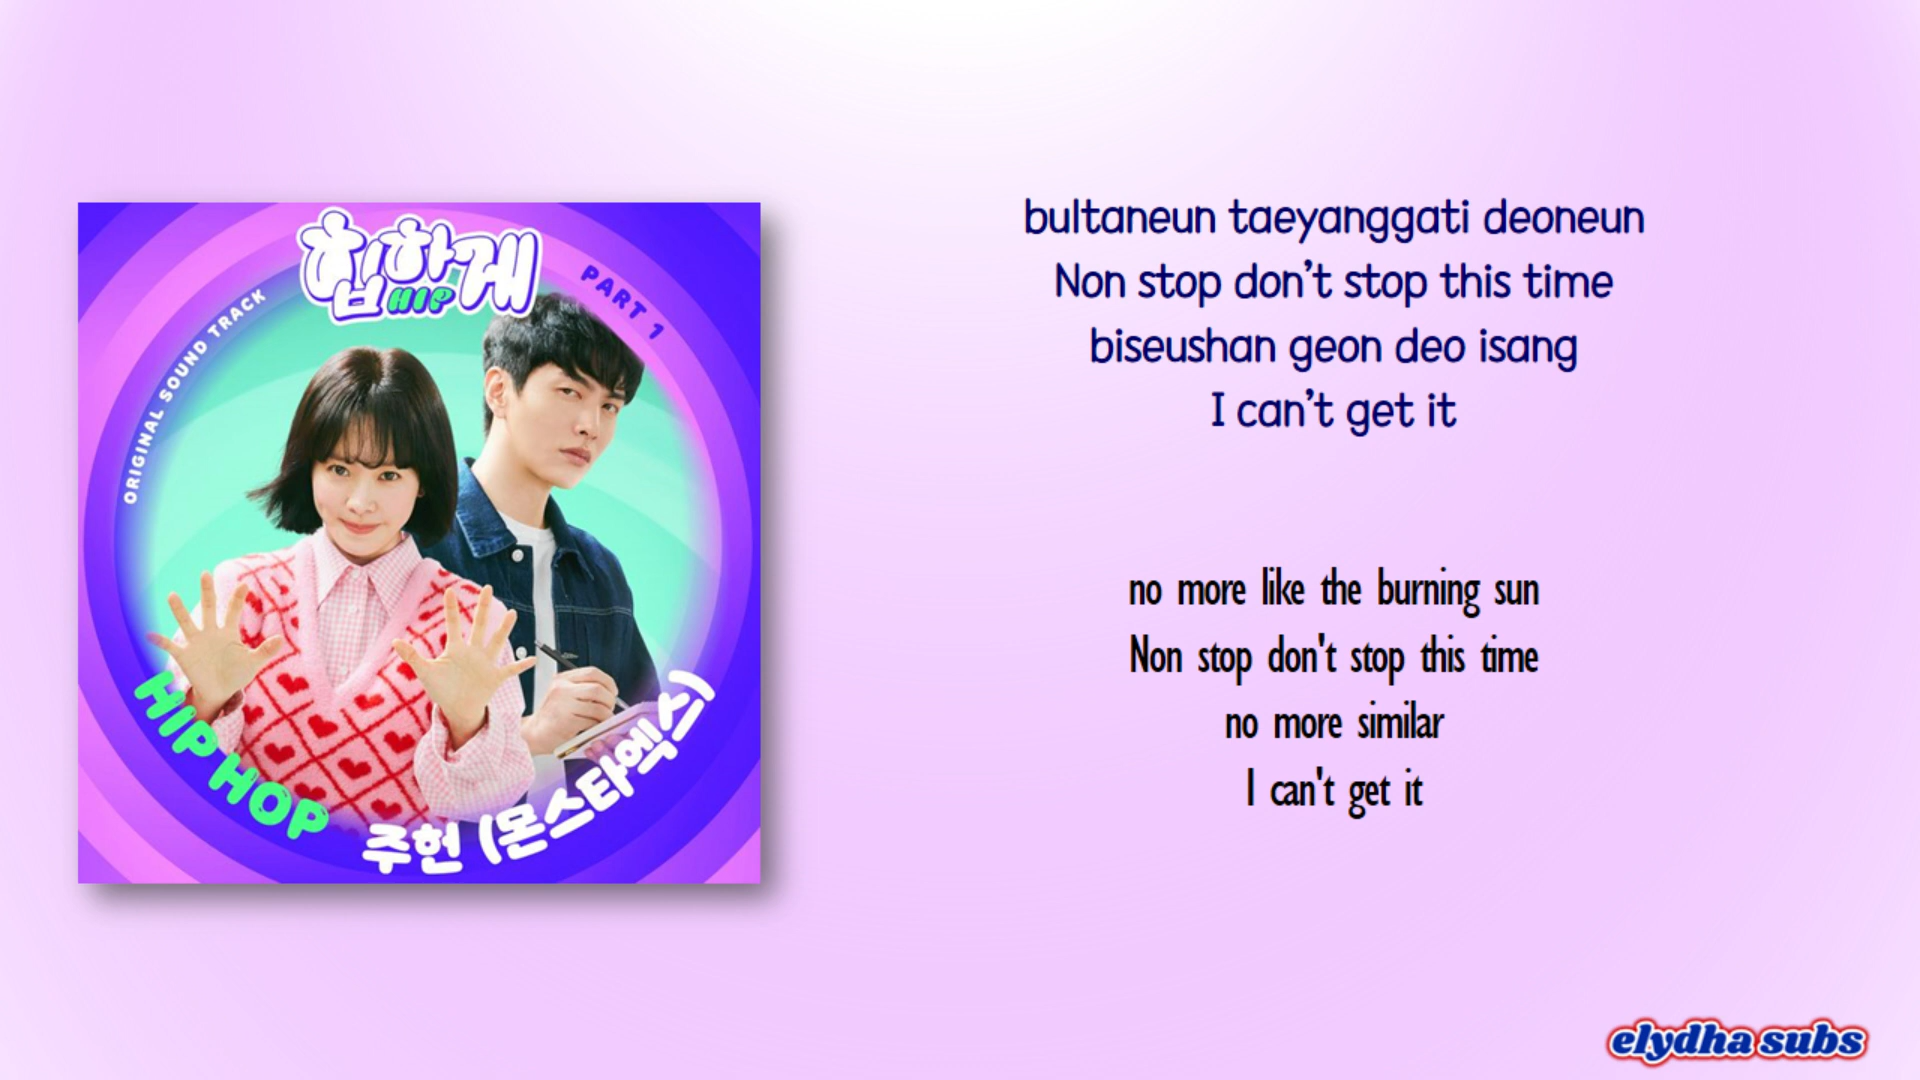 힙하게
HIP
PART 1
ORIGINAL SOUND TRACK
HIP HOP
주헌 (몬스타엑스)
bultaneun taeyanggati deoneun
Non stop don’t stop this time
biseushan geon deo isang
I can’t get it
no more like the burning sun
Non stop don't stop this time
no more similar
I can't get it
elydha subs